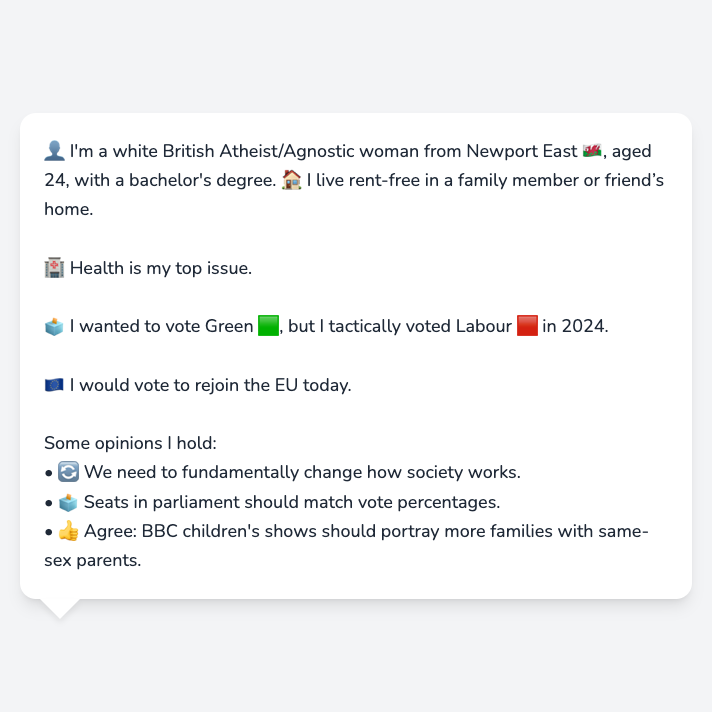 👤 I'm a white British Atheist/Agnostic woman from Newport East 🏴󠁧󠁢󠁷󠁬󠁳󠁿, aged
24, with a bachelor's degree. 🏠 I live rent-free in a family member or friend’s
home.
🏥 Health is my top issue.
🗳️ I wanted to vote Green 🟩, but I tactically voted Labour 🟥 in 2024.
🇪🇺 I would vote to rejoin the EU today.
Some opinions I hold:
• 🔄 We need to fundamentally change how society works.
• 🗳️ Seats in parliament should match vote percentages.
• 👍 Agree: BBC children's shows should portray more families with same-
sex parents.